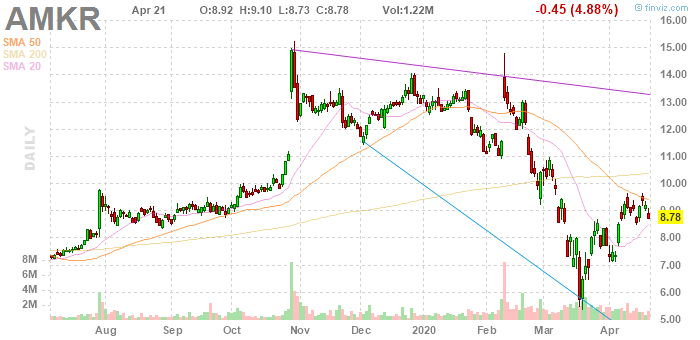 AMKR
Apr 21 O:8.92 H:9.10 L:8.73 C:8.78 Vol:1.22M -0.45 (4.88%)
© finviz.com
SMA 50
SMA 200
SMA 20
DAILY
16.00
15.00
14.00
13.00
12.00
11.00
10.00
9.00
8.78
8.00
7.00
6.00
5.00
8M
6M
4M
2M
Aug Sep Oct Nov Dec 2020 Feb Mar Apr